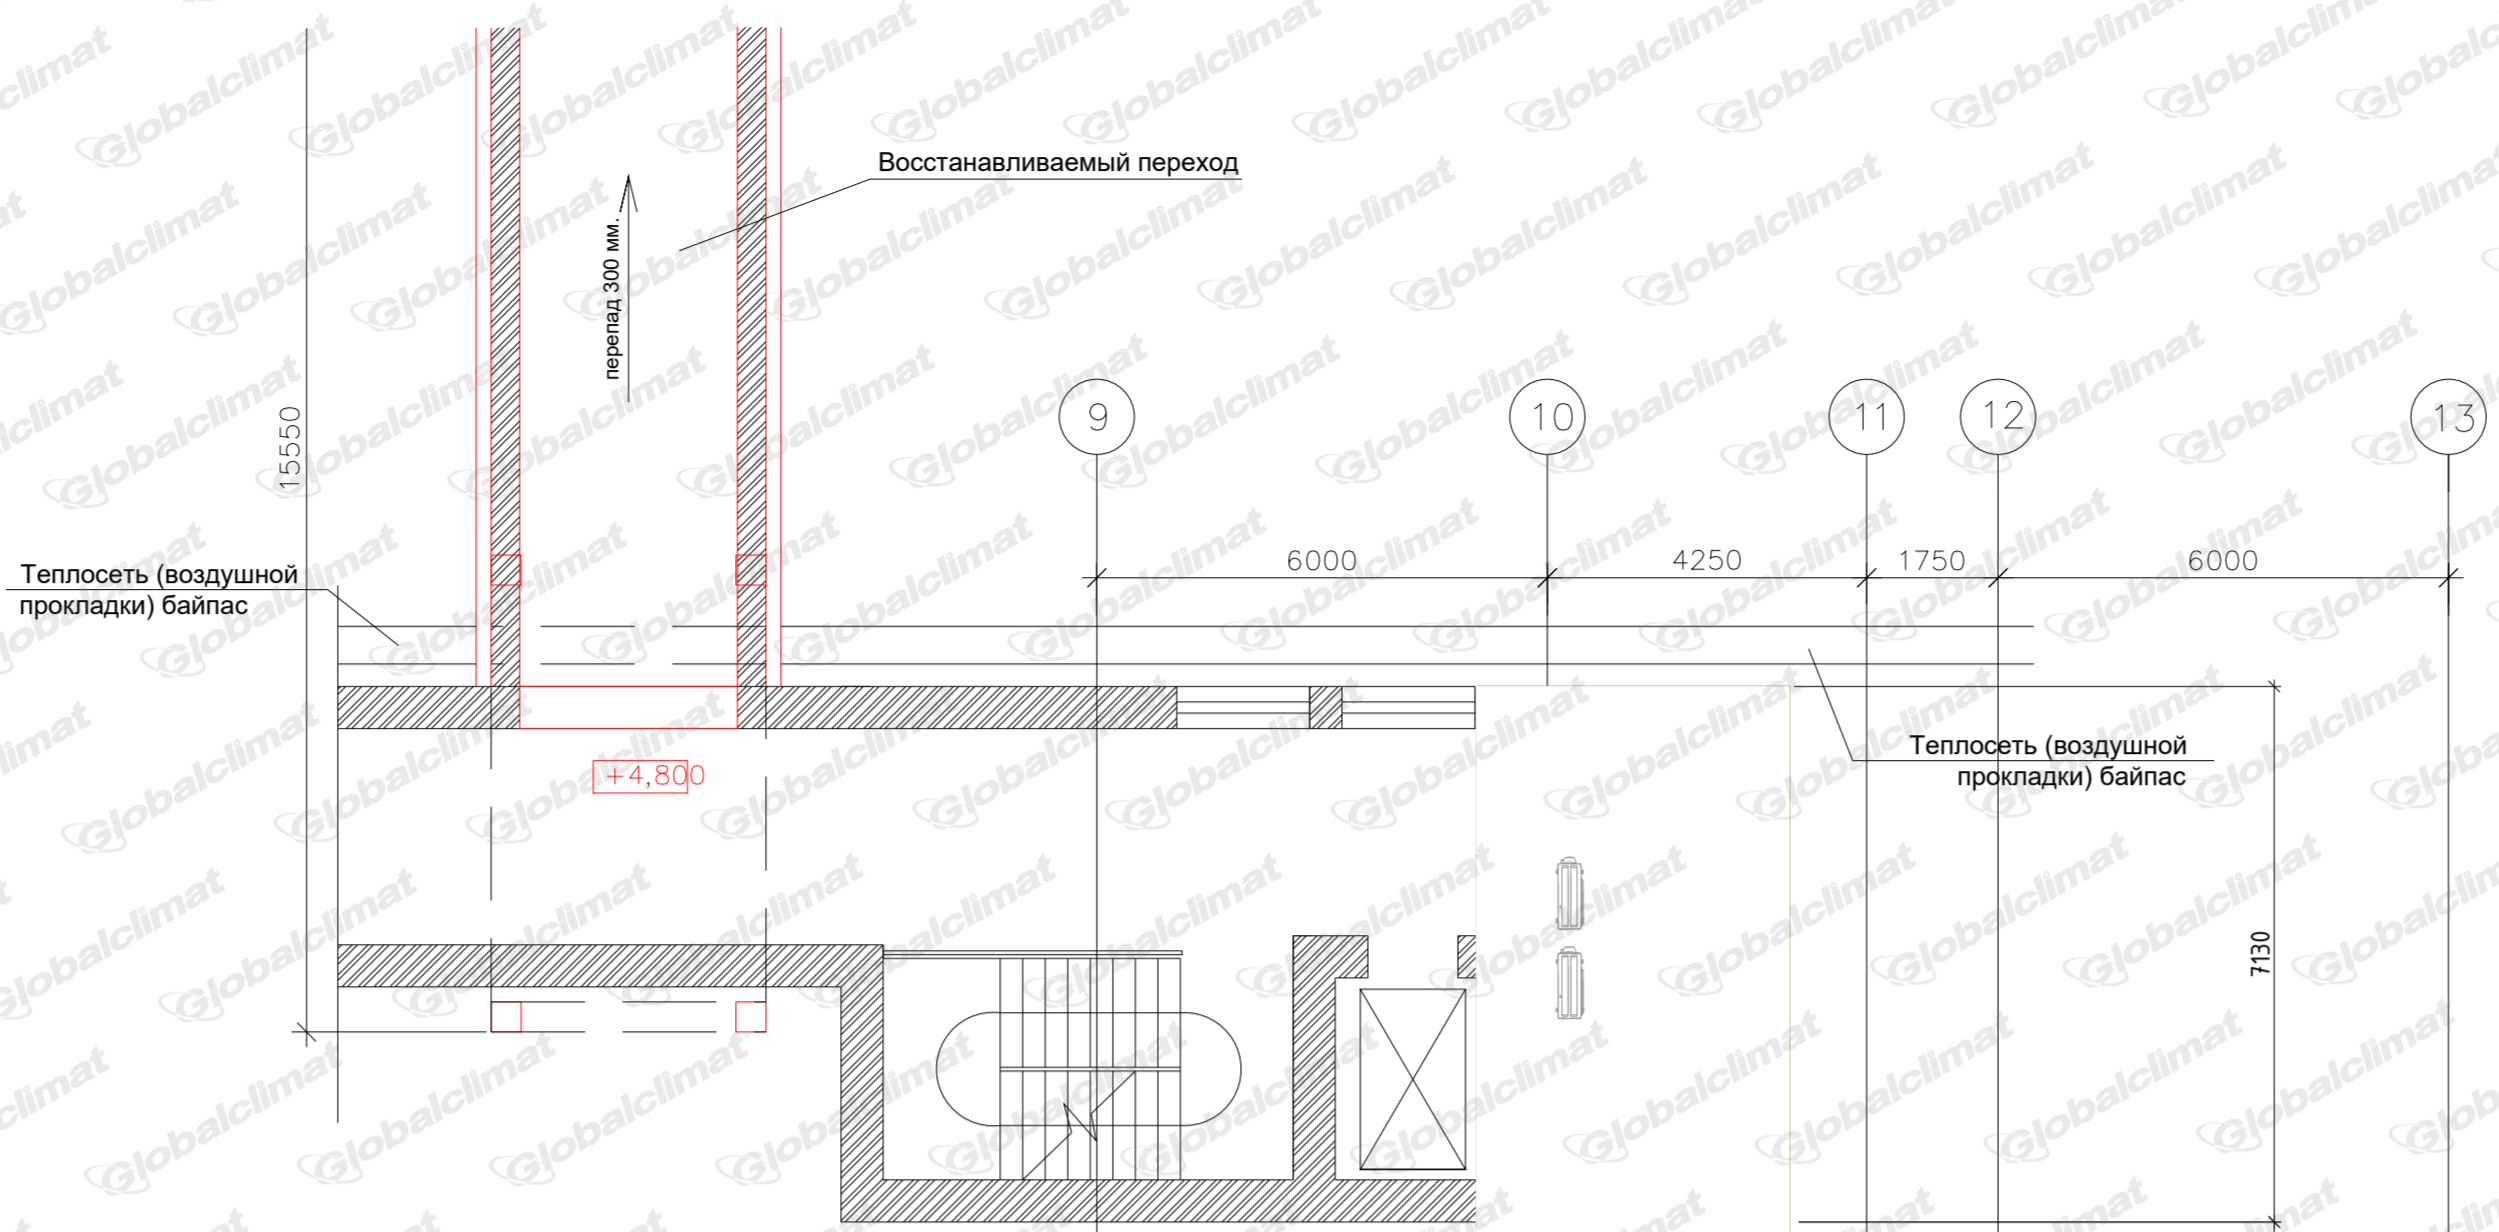 Globalclimat
Восстанавливаемый переход
перепад 300 мм.
15550
9
10
11
12
13
6000
4250
1750
6000
Теплосеть (воздушной
прокладки) байпас
Теплосеть (воздушной
прокладки) байпас
+4,800
7130